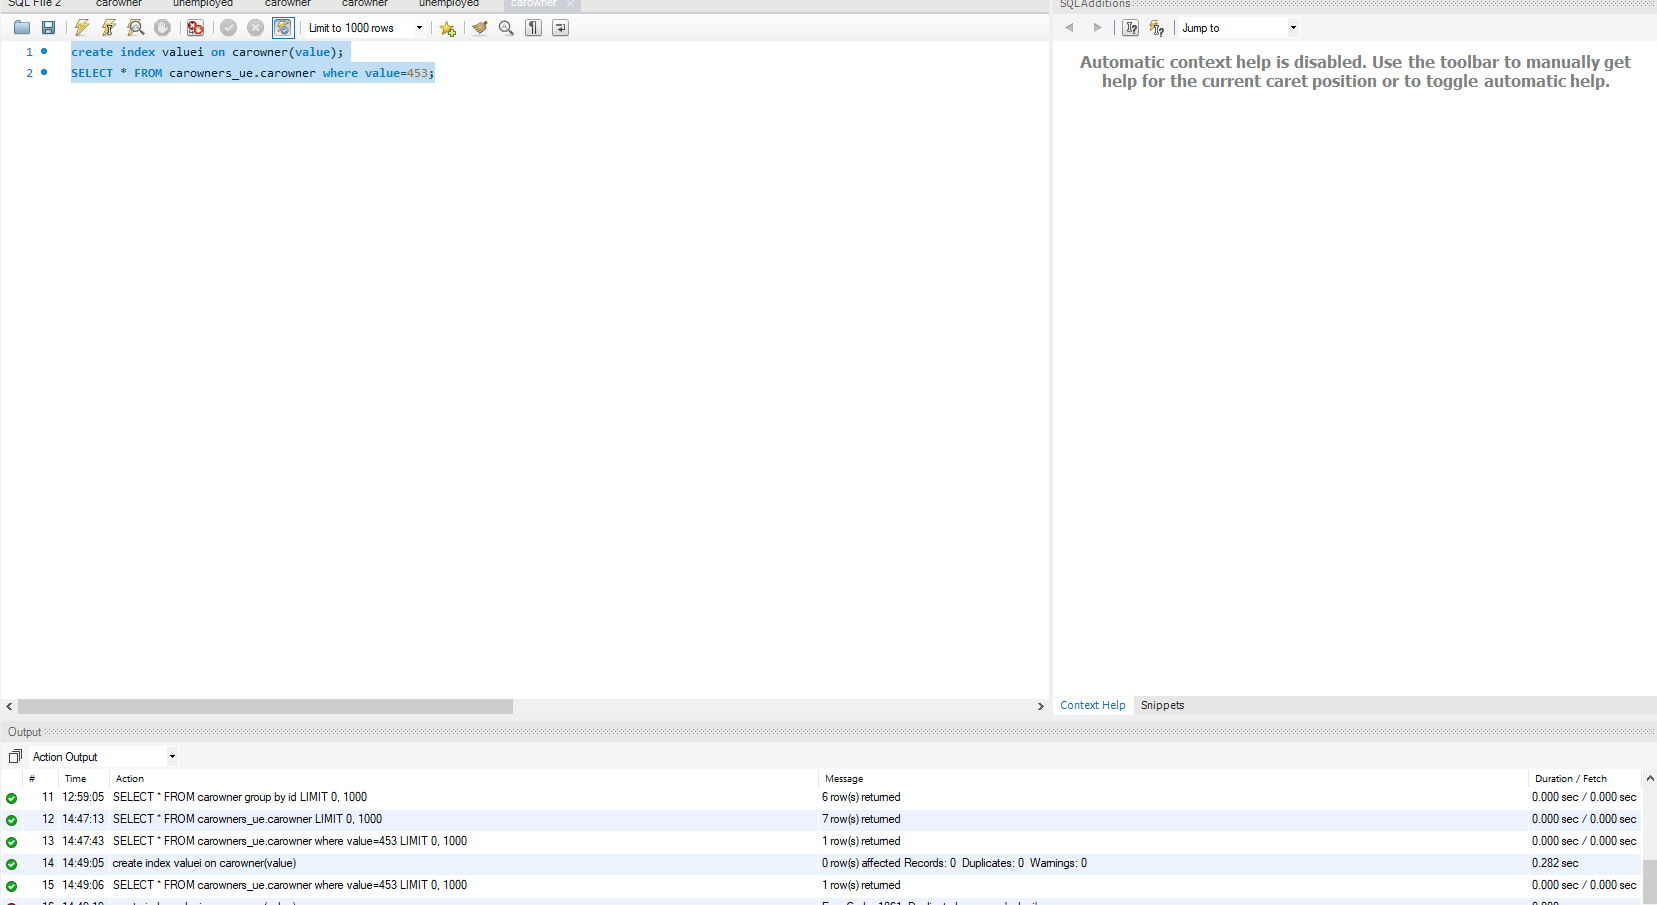 SQL File 2 carowner unemployed carowner carowner unemployed carowner
SQLAdditions
Limit to 1000 rows
Jump to
1 create index valuei on carowner(value);
2 SELECT * FROM carowners_ue.carowner where value=453;
Automatic context help is disabled. Use the toolbar to manually get
help for the current caret position or to toggle automatic help.
Context Help Snippets
Output
Action Output
# Time Action Message Duration / Fetch
11 12:59:05 SELECT * FROM carowner group by id LIMIT 0, 1000 6 row(s) returned 0.000 sec / 0.000 sec
12 14:47:13 SELECT * FROM carowners_ue.carowner LIMIT 0, 1000 7 row(s) returned 0.000 sec / 0.000 sec
13 14:47:43 SELECT * FROM carowners_ue.carowner where value=453 LIMIT 0, 1000 1 row(s) returned 0.000 sec / 0.000 sec
14 14:49:05 create index valuei on carowner(value) 0 row(s) affected Records: 0 Duplicates: 0 Warnings: 0 0.282 sec
15 14:49:06 SELECT * FROM carowners_ue.carowner where value=453 LIMIT 0, 1000 1 row(s) returned 0.000 sec / 0.000 sec